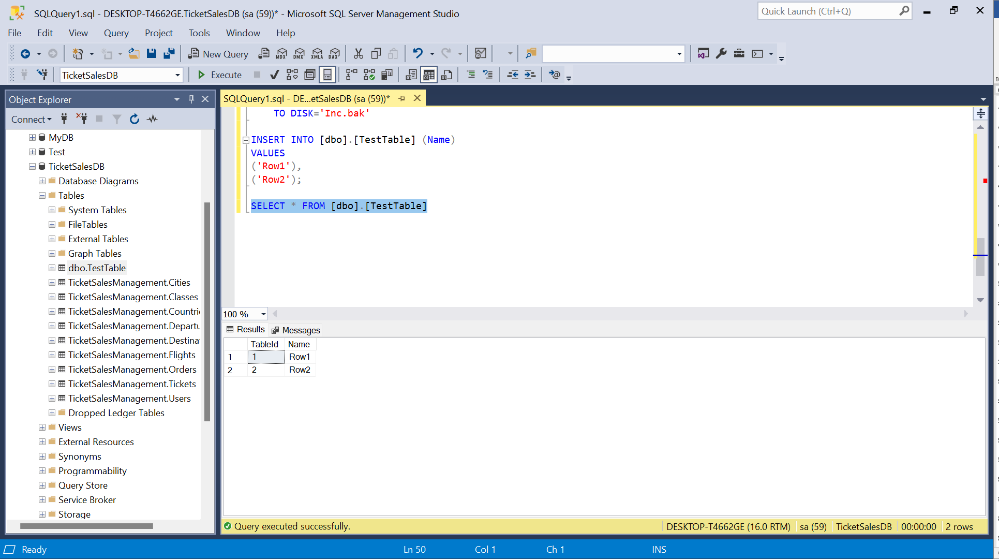 SQLQuery1.sql - DESKTOP-T4662GE.TicketSalesDB (sa (59))* - Microsoft SQL Server Management Studio
Quick Launch (Ctrl+Q)
File Edit View Query Project Tools Window Help
New Query MDX DMX XMLA DAX
TicketSalesDB Execute
Object Explorer
Connect
MyDB
Test
TicketSalesDB
Database Diagrams
Tables
System Tables
FileTables
External Tables
Graph Tables
dbo.TestTable
TicketSalesManagement.Cities
TicketSalesManagement.Classes
TicketSalesManagement.Countrie
TicketSalesManagement.Departu
TicketSalesManagement.Destinat
TicketSalesManagement.Flights
TicketSalesManagement.Orders
TicketSalesManagement.Tickets
TicketSalesManagement.Users
Dropped Ledger Tables
Views
External Resources
Synonyms
Programmability
Query Store
Service Broker
Storage
SQLQuery1.sql - DE...etSalesDB (sa (59))*
TO DISK='Inc.bak'
INSERT INTO [dbo].[TestTable] (Name)
VALUES
('Row1'),
('Row2');
SELECT * FROM [dbo].[TestTable]
100 %
Results Messages
TableId Name
1 1 Row1
2 2 Row2
Query executed successfully. DESKTOP-T4662GE (16.0 RTM) sa (59) TicketSalesDB 00:00:00 2 rows
Ready Ln 50 Col 1 Ch 1 INS